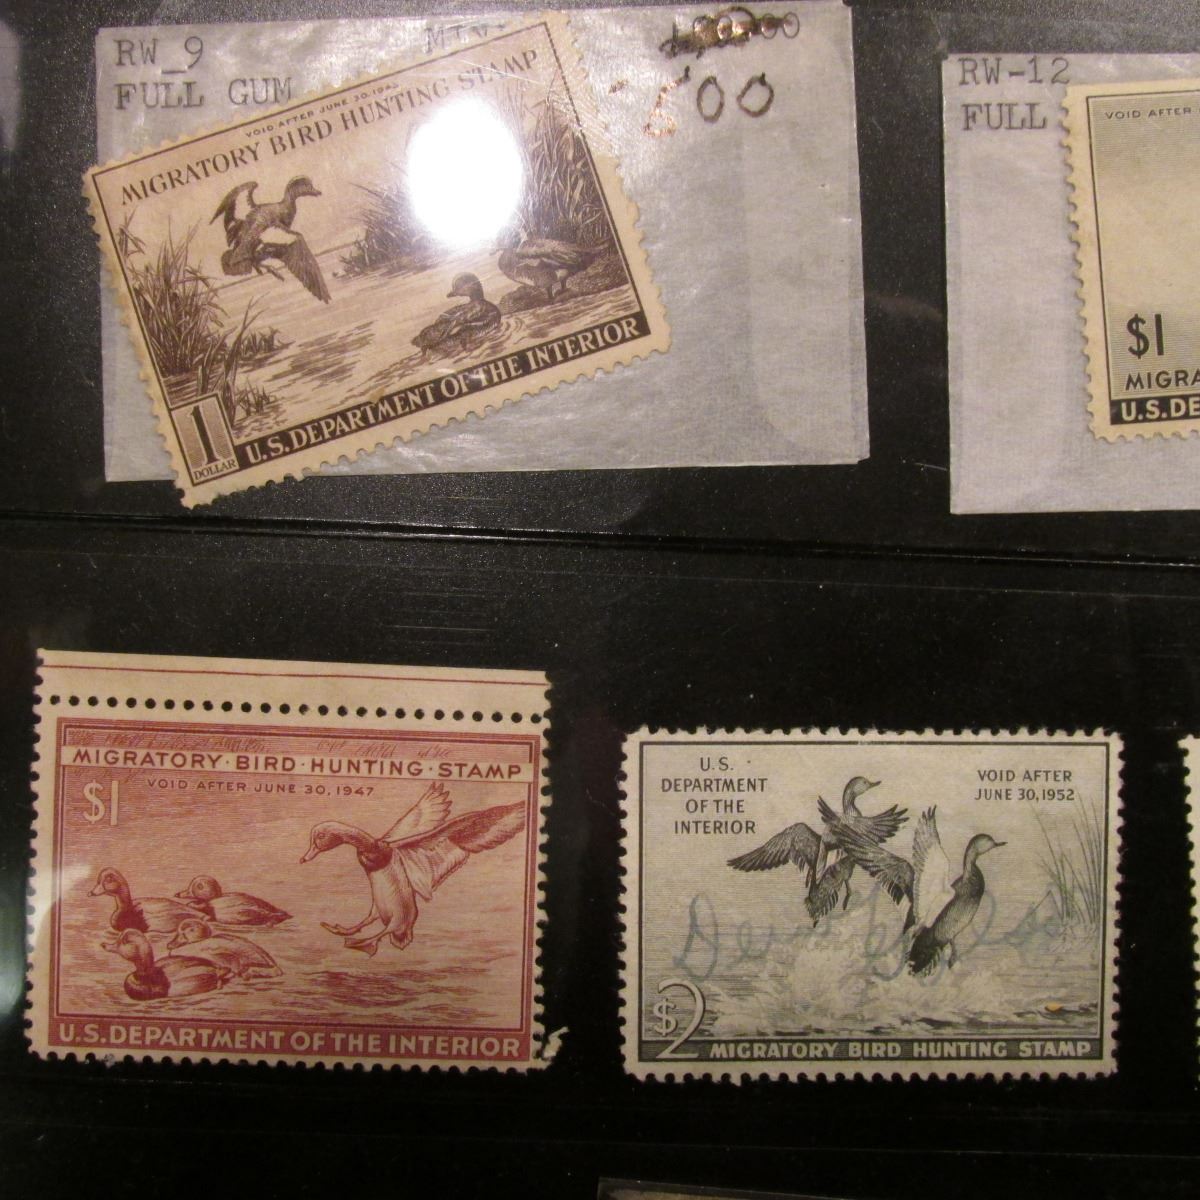 RW_9
FULL GUM
VOID AFTER JUNE 30, 1943
MIGRATORY BIRD HUNTING STAMP
1
DOLLAR
U.S. DEPARTMENT OF THE INTERIOR
RW-12
FULL
VOID AFTER
$1
MIGRA
U.S. DE
MIGRATORY · BIRD · HUNTING · STAMP
$1
VOID AFTER JUNE 30, 1947
U.S. DEPARTMENT OF THE INTERIOR
U.S.
DEPARTMENT
OF THE
INTERIOR
VOID AFTER
JUNE 30, 1952
$2
MIGRATORY BIRD HUNTING STAMP